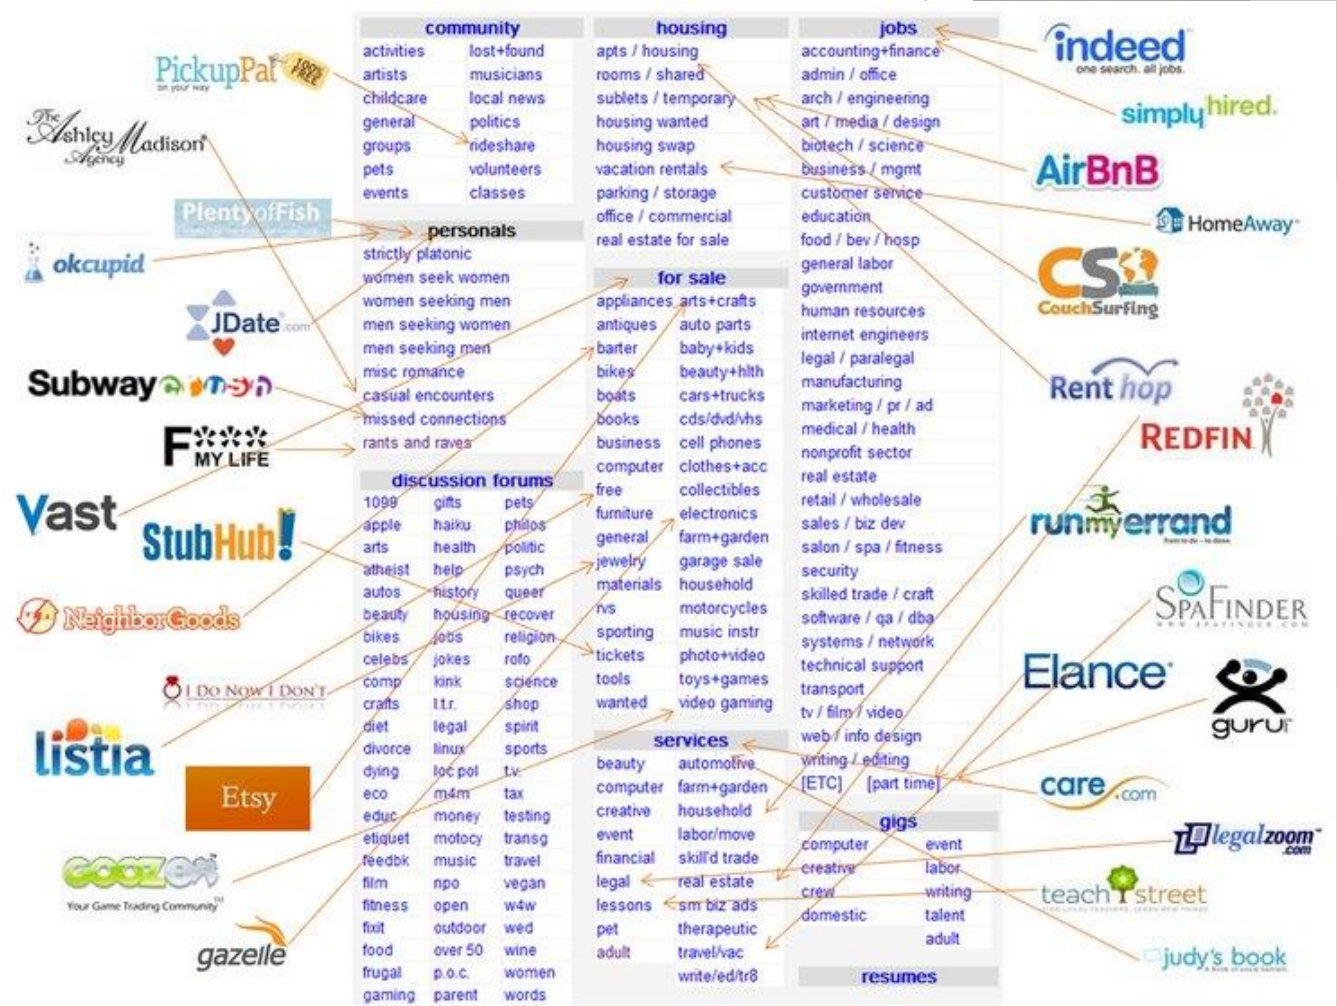 PickupPal
100% FREE
on your way
The Ashley Madison®
Agency
PlentyofFish
okcupid
JDate.com
Subway
F***
MY LIFE
Vast
StubHub!
NeighborGoods
I DO NOW I DON'T
listia
Etsy
GOOZEX
Your Game Trading Community™
gazelle
community
activities lost+found
artists musicians
childcare local news
general politics
groups rideshare
pets volunteers
events classes
personals
strictly platonic
women seek women
women seeking men
men seeking women
men seeking men
misc romance
casual encounters
missed connections
rants and raves
discussion forums
1099 gifts pets
apple haiku philos
arts health politic
atheist help psych
autos history queer
beauty housing recover
bikes jobs religion
celebs jokes rofo
comp kink science
crafts l.t.r. shop
diet legal spirit
divorce linux sports
dying loc pol t.v.
eco m4m tax
educ money testing
etiquet motocy transg
feedbk music travel
film npo vegan
fitness open w4w
fixit outdoor wed
food over 50 wine
frugal p.o.c. women
gaming parent words
housing
apts / housing
rooms / shared
sublets / temporary
housing wanted
housing swap
vacation rentals
parking / storage
office / commercial
real estate for sale
for sale
appliances arts+crafts
antiques auto parts
barter baby+kids
bikes beauty+hlth
boats cars+trucks
books cds/dvd/vhs
business cell phones
computer clothes+acc
free collectibles
furniture electronics
general farm+garden
jewelry garage sale
materials household
rvs motorcycles
sporting music instr
tickets photo+video
tools toys+games
wanted video gaming
services
beauty automotive
computer farm+garden
creative household
event labor/move
financial skill'd trade
legal real estate
lessons sm biz ads
pet therapeutic
adult travel/vac
write/ed/tr8
jobs
accounting+finance
admin / office
arch / engineering
art / media / design
biotech / science
business / mgmt
customer service
education
food / bev / hosp
general labor
government
human resources
internet engineers
legal / paralegal
manufacturing
marketing / pr / ad
medical / health
nonprofit sector
real estate
retail / wholesale
sales / biz dev
salon / spa / fitness
security
skilled trade / craft
software / qa / dba
systems / network
technical support
transport
tv / film / video
web / info design
writing / editing
[ETC] [part time]
gigs
computer event
creative labor
crew writing
domestic talent
adult
resumes
indeed
one search. all jobs.
simplyhired.
AirBnB
HomeAway
CS
CouchSurfing
Rent hop
REDFIN
runmyerrand
from to do - to done.
SPAFINDER
WWW.SPAFINDER.COM
Elance
guru
care.com
legalzoom
.com
teach street
judy's book